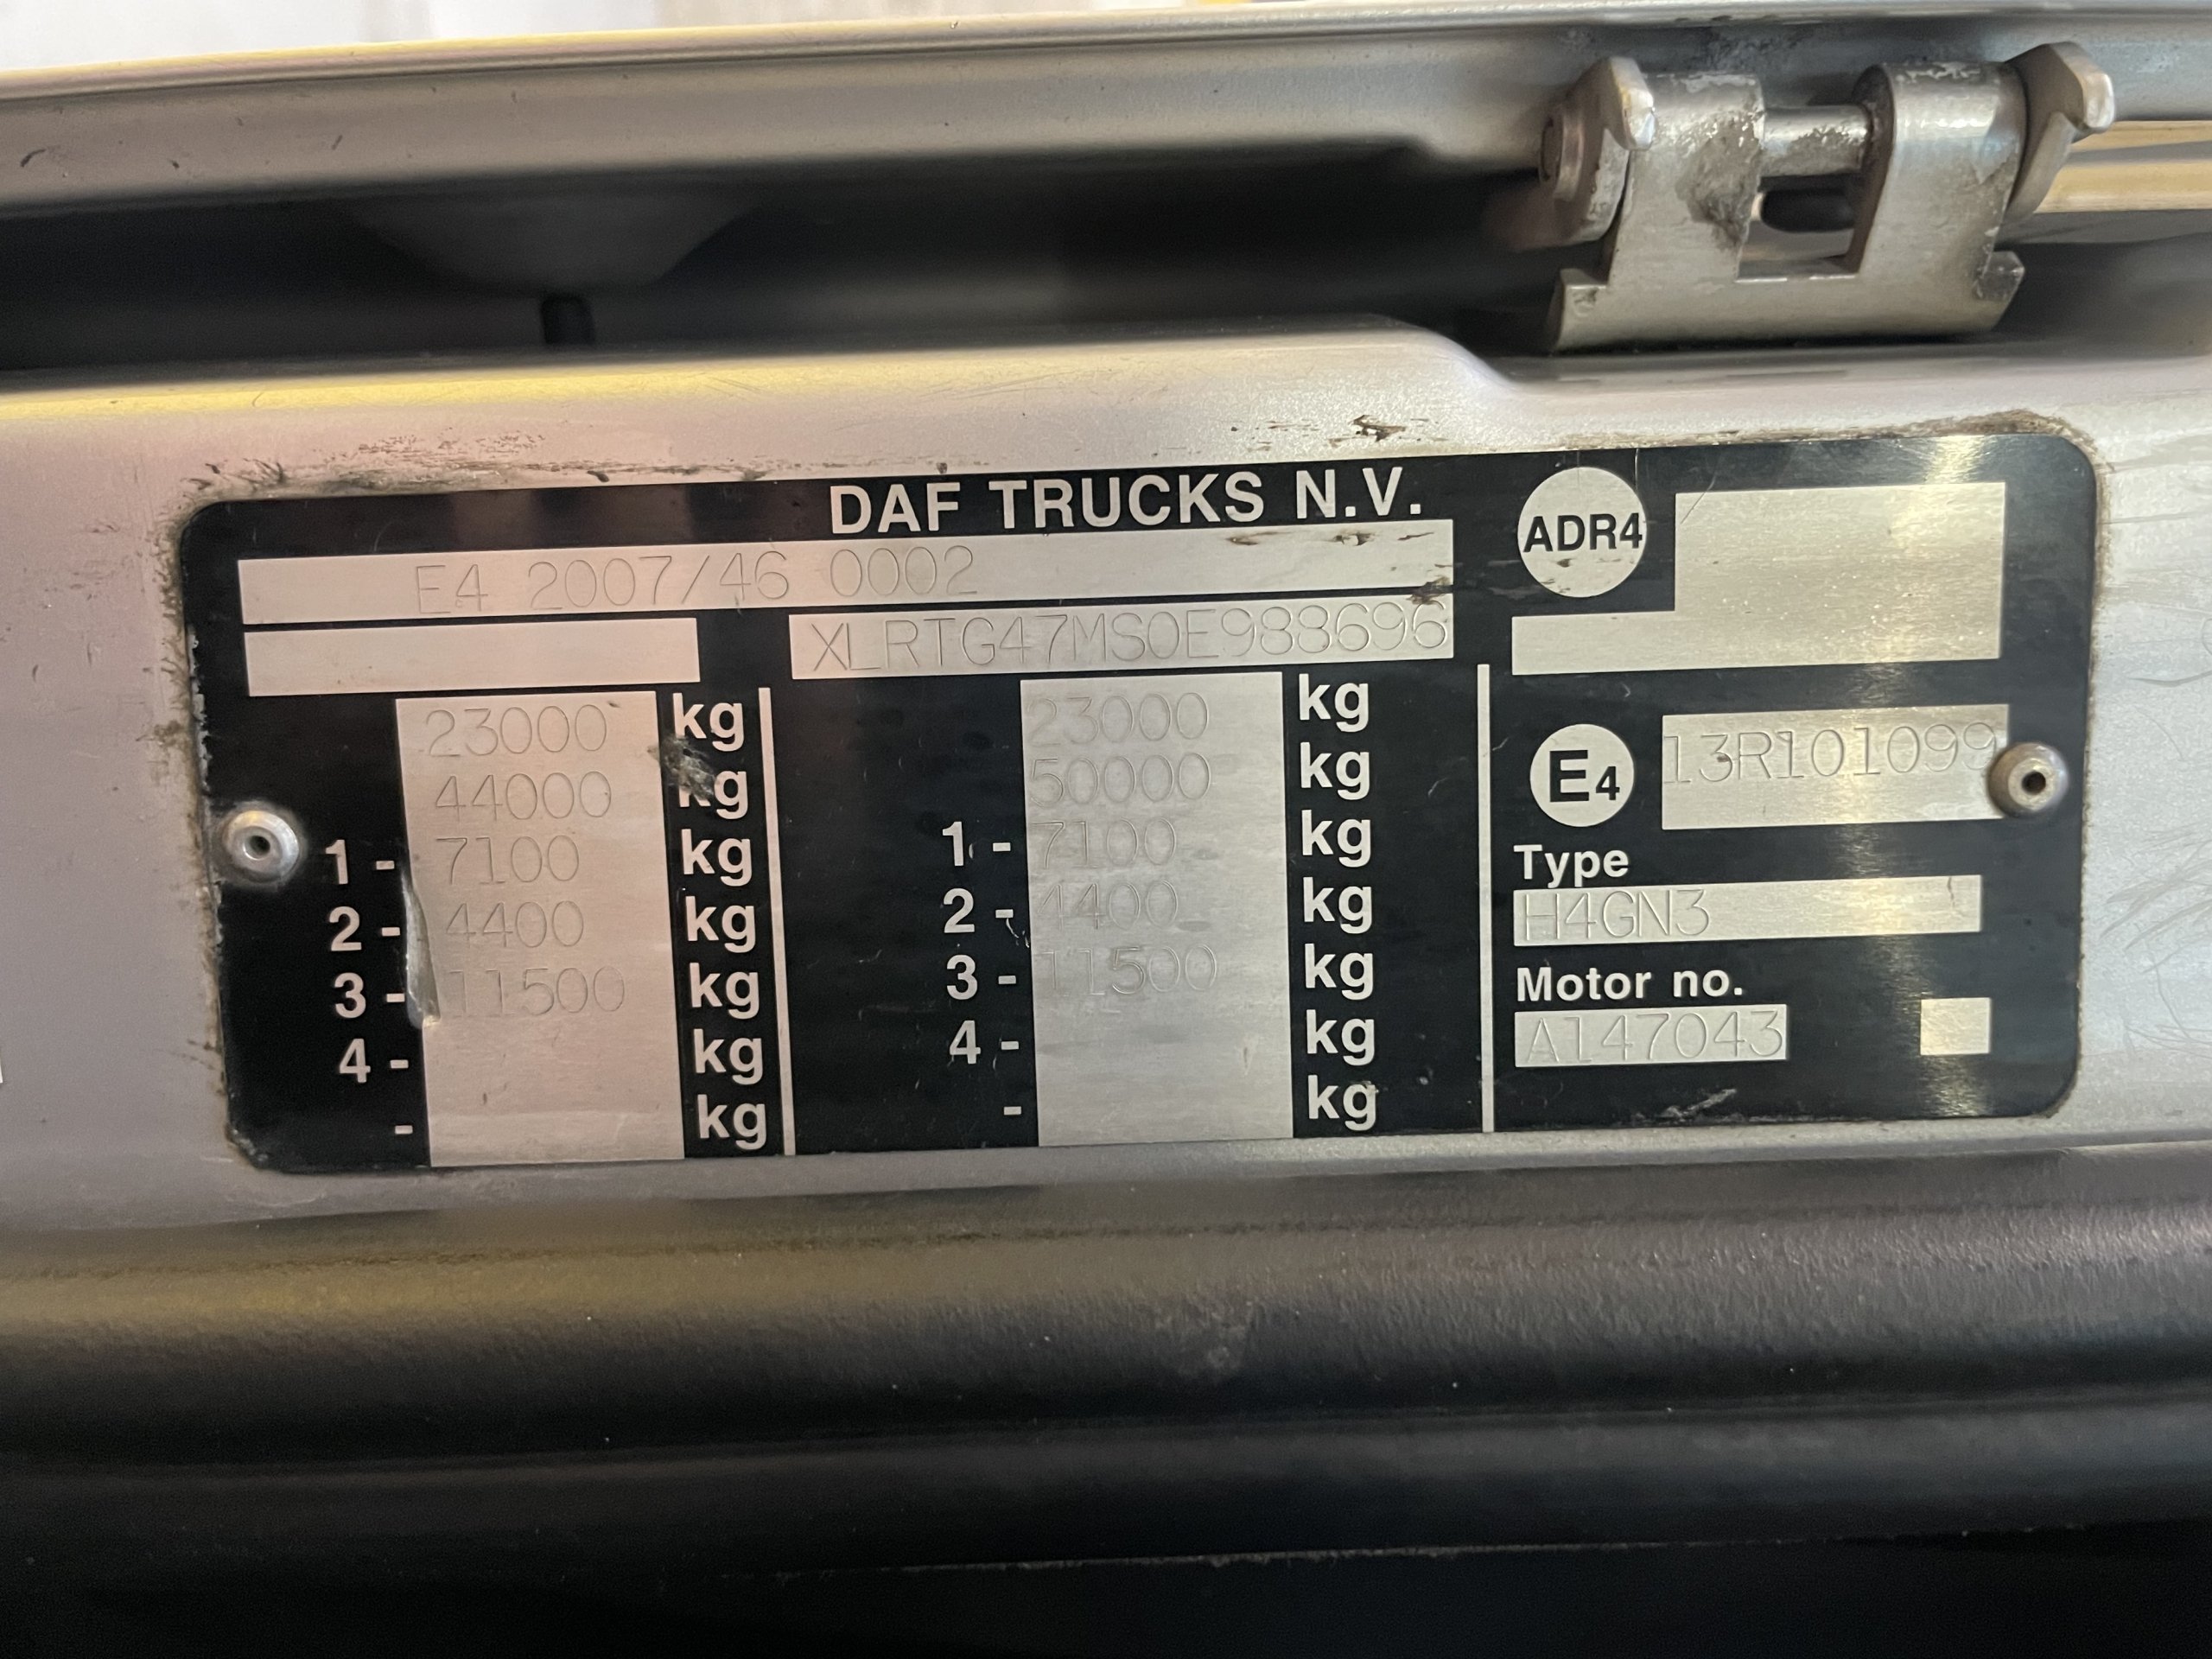 DAF TRUCKS N.V.
E4 2007/46 0002
XLRTG47MS0E988696
23000 kg
44000 kg
1 - 7100 kg
2 - 4400 kg
3 - 11500 kg
4 - kg
- kg
23000 kg
50000 kg
1 - 7100 kg
2 - 4400 kg
3 - 11500 kg
4 - kg
- kg
ADR4
E4 13R101099
Type
H4GN3
Motor no.
A147043